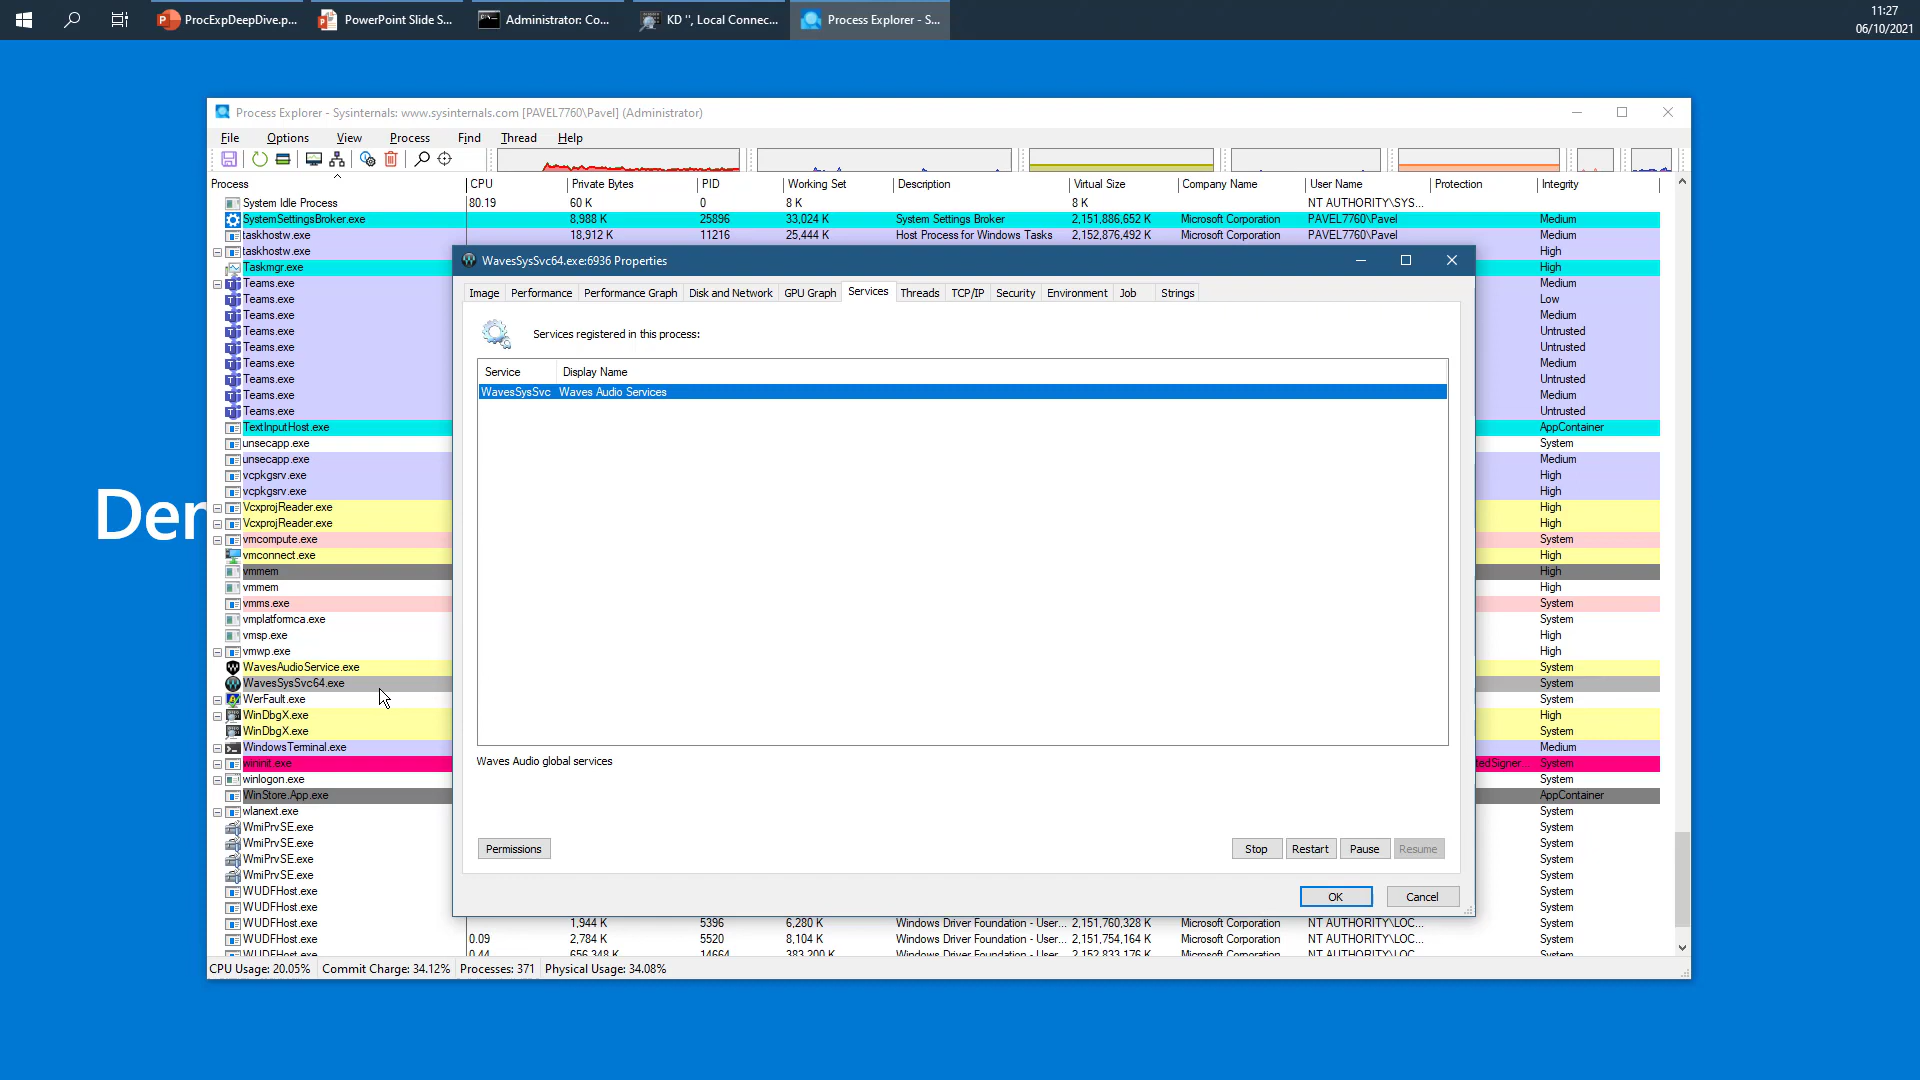 ProcExpDeepDive.p...
PowerPoint Slide S...
Administrator: Co...
KD '', Local Connec...
Process Explorer - S...
11:27
06/10/2021
Process Explorer - Sysinternals: www.sysinternals.com [PAVEL7760\Pavel] (Administrator)
File Options View Process Find Thread Help
Process CPU Private Bytes PID Working Set Description Virtual Size Company Name User Name Protection Integrity
System Idle Process 80.19 60 K 0 8 K 8 K NT AUTHORITY\SYS...
SystemSettingsBroker.exe 8,988 K 25896 33,024 K System Settings Broker 2,151,886,652 K Microsoft Corporation PAVEL7760\Pavel Medium
taskhostw.exe 18,912 K 11216 25,444 K Host Process for Windows Tasks 2,152,876,492 K Microsoft Corporation PAVEL7760\Pavel Medium
taskhostw.exe High
Taskmgr.exe High
Teams.exe Medium
Teams.exe Low
Teams.exe Medium
Teams.exe Untrusted
Teams.exe Untrusted
Teams.exe Medium
Teams.exe Untrusted
Teams.exe Medium
Teams.exe Untrusted
TextInputHost.exe AppContainer
unsecapp.exe System
unsecapp.exe Medium
vcpkgsrv.exe High
vcpkgsrv.exe High
VcxprojReader.exe High
VcxprojReader.exe High
vmcompute.exe System
vmconnect.exe High
vmmem High
vmmem High
vmms.exe System
vmplatformca.exe System
vmsp.exe High
vmwp.exe High
WavesAudioService.exe System
WavesSysSvc64.exe System
WerFault.exe System
WinDbgX.exe High
WinDbgX.exe System
WindowsTerminal.exe Medium
wininit.exe tedSigner... System
winlogon.exe System
WinStore.App.exe AppContainer
wlanext.exe System
WmiPrvSE.exe System
WmiPrvSE.exe System
WmiPrvSE.exe System
WmiPrvSE.exe System
WUDFHost.exe System
WUDFHost.exe System
WUDFHost.exe 1,944 K 5396 6,280 K Windows Driver Foundation - User... 2,151,760,328 K Microsoft Corporation NT AUTHORITY\LOC... System
WUDFHost.exe 0.09 2,784 K 5520 8,104 K Windows Driver Foundation - User... 2,151,754,164 K Microsoft Corporation NT AUTHORITY\LOC... System
WUDFHost.exe 0.44 656,348 K 14664 383,200 K Windows Driver Foundation - User... 2,152,833,176 K Microsoft Corporation NT AUTHORITY\LOC... System
CPU Usage: 20.05% Commit Charge: 34.12% Processes: 371 Physical Usage: 34.08%
WavesSysSvc64.exe:6936 Properties
Image Performance Performance Graph Disk and Network GPU Graph Services Threads TCP/IP Security Environment Job Strings
Services registered in this process:
Service Display Name
WavesSysSvc Waves Audio Services
Waves Audio global services
Permissions Stop Restart Pause Resume
OK Cancel